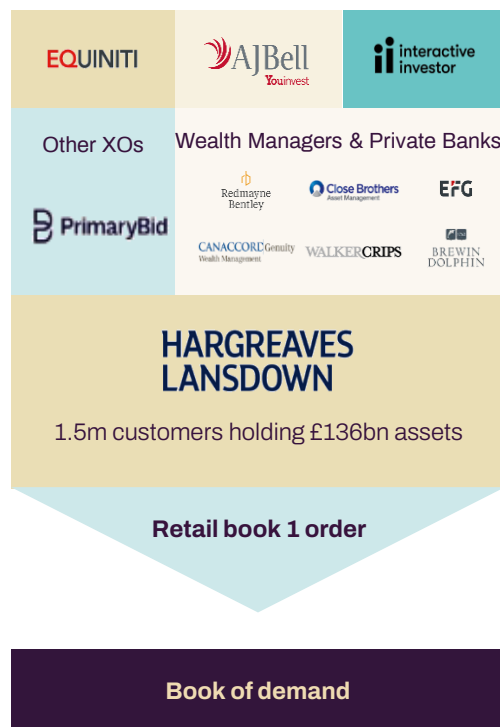 EQUINITI
AJBell
Youinvest
interactive
investor
Other XOs
Wealth Managers & Private Banks
PrimaryBid
Redmayne
Bentley
Close Brothers
Asset Management
EFG
CANACCORD Genuity
Wealth Management
WALKERCRIPS
BREWIN
DOLPHIN
HARGREAVES
LANSDOWN
1.5m customers holding £136bn assets
Retail book 1 order
Book of demand